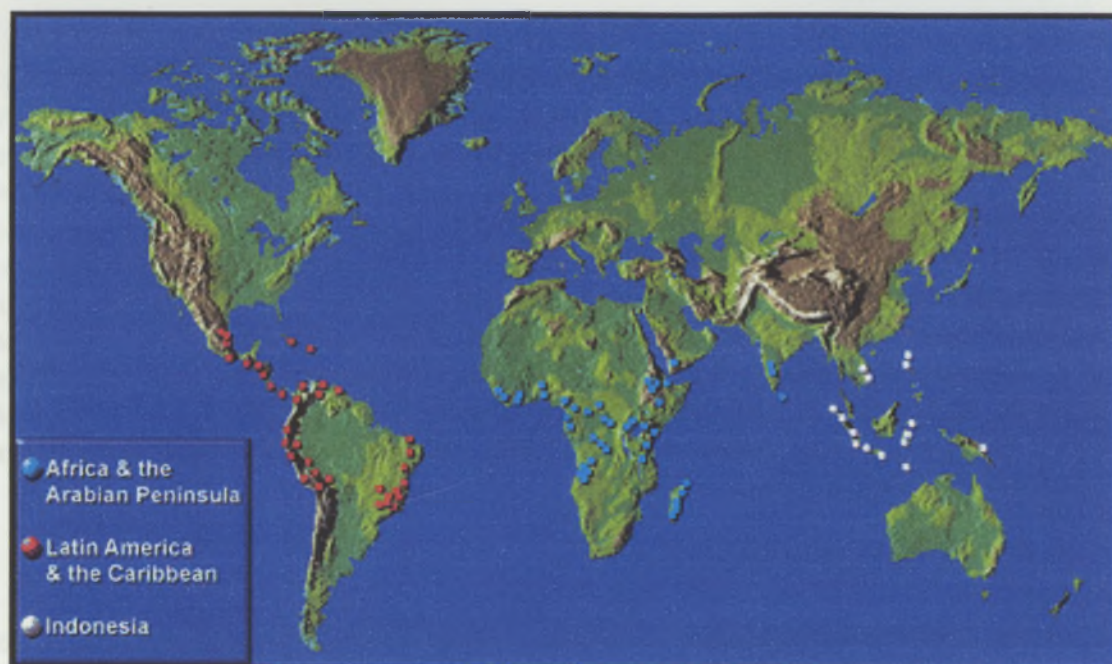 Africa & the
Arabian Peninsula
Latin America
& the Caribbean
Indonesia